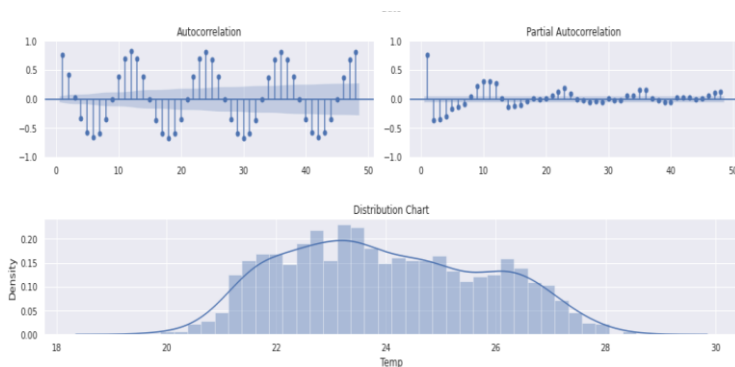 Autocorrelation
1.0
0.5
0.0
−0.5
−1.0
0 10 20 30 40 50
Partial Autocorrelation
1.0
0.5
0.0
−0.5
−1.0
0 10 20 30 40 50
Distribution Chart
Density
0.20
0.15
0.10
0.05
0.00
18 20 22 24 26 28 30
Temp